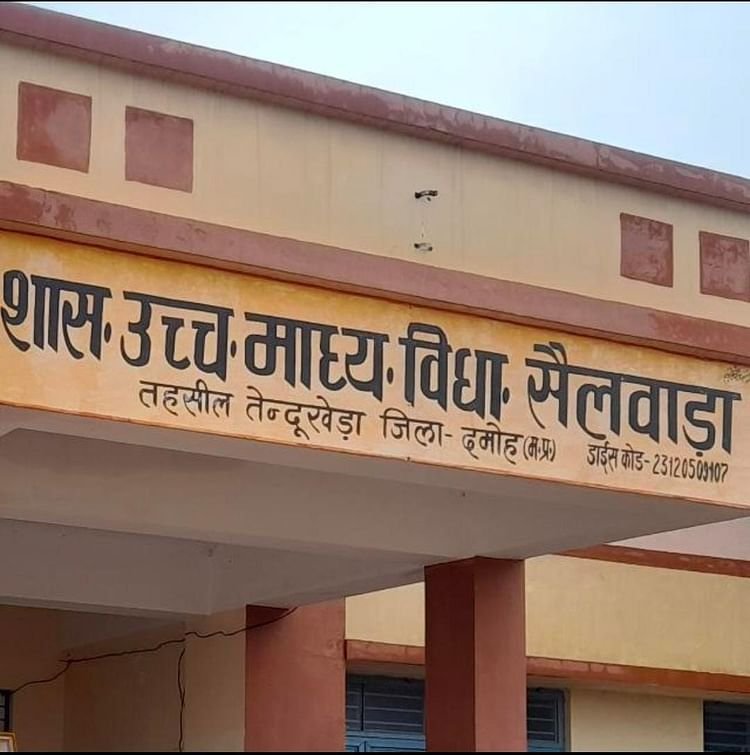 शास. उच्च. माध्य. विधा. सैलवाड़ा
तहसील तेन्दूखेड़ा जिला- दमोह (म.प्र.) डाईस कोड- 23120509107